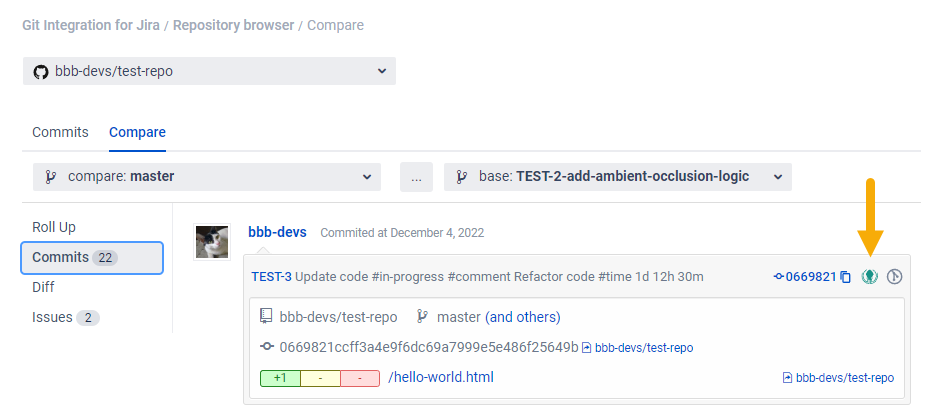 Git Integration for Jira / Repository browser / Compare
bbb-devs/test-repo
Commits Compare
compare: master ... base: TEST-2-add-ambient-occlusion-logic
Roll Up
Commits 22
Diff
Issues 2
bbb-devs Commited at December 4, 2022
TEST-3 Update code #in-progress #comment Refactor code #time 1d 12h 30m 0669821
bbb-devs/test-repo master (and others)
0669821ccff3a4e9f6dc69a7999e5e486f25649b bbb-devs/test-repo
+1 - - /hello-world.html bbb-devs/test-repo